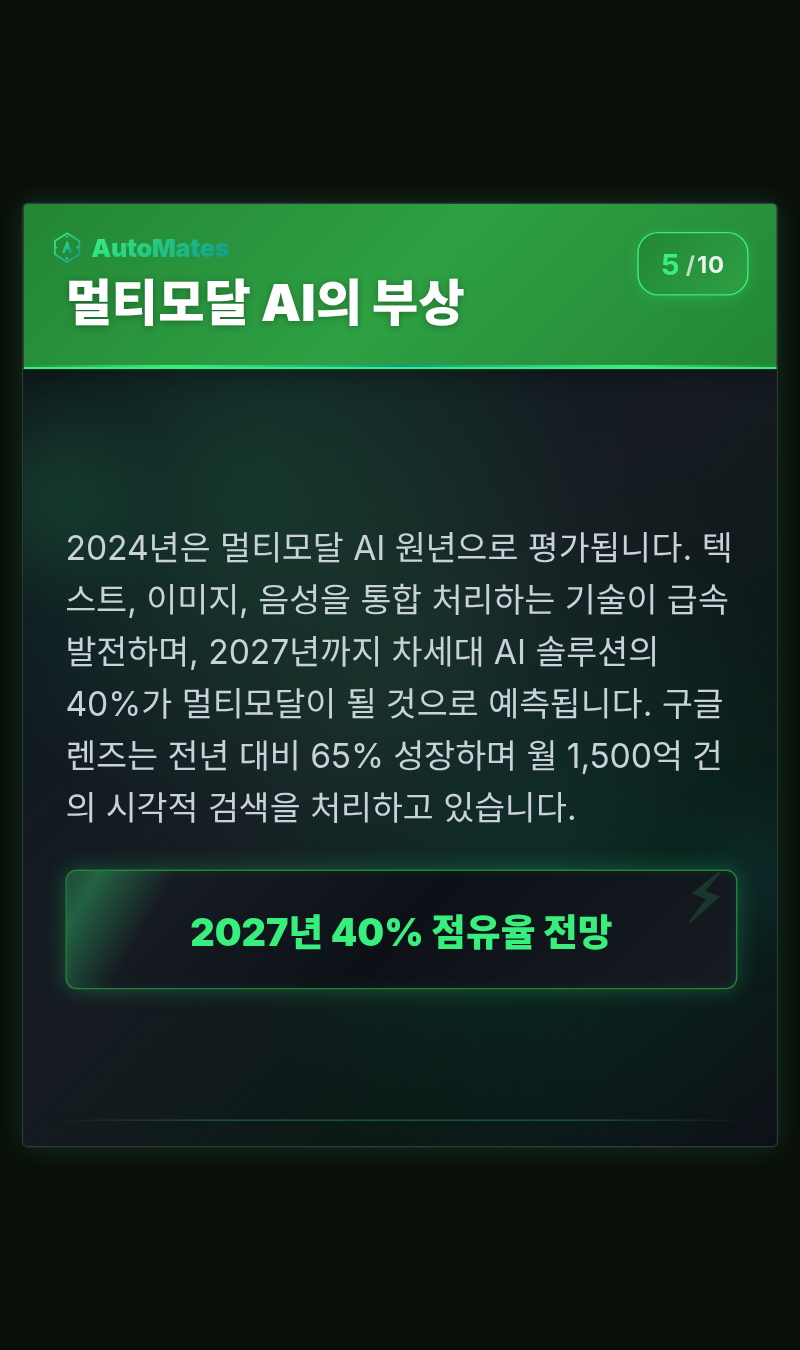 AutoMates
멀티모달 AI의 부상
5 /10
2024년은 멀티모달 AI 원년으로 평가됩니다. 텍
스트, 이미지, 음성을 통합 처리하는 기술이 급속
발전하며, 2027년까지 차세대 AI 솔루션의
40%가 멀티모달이 될 것으로 예측됩니다. 구글
렌즈는 전년 대비 65% 성장하며 월 1,500억 건
의 시각적 검색을 처리하고 있습니다.
2027년 40% 점유율 전망